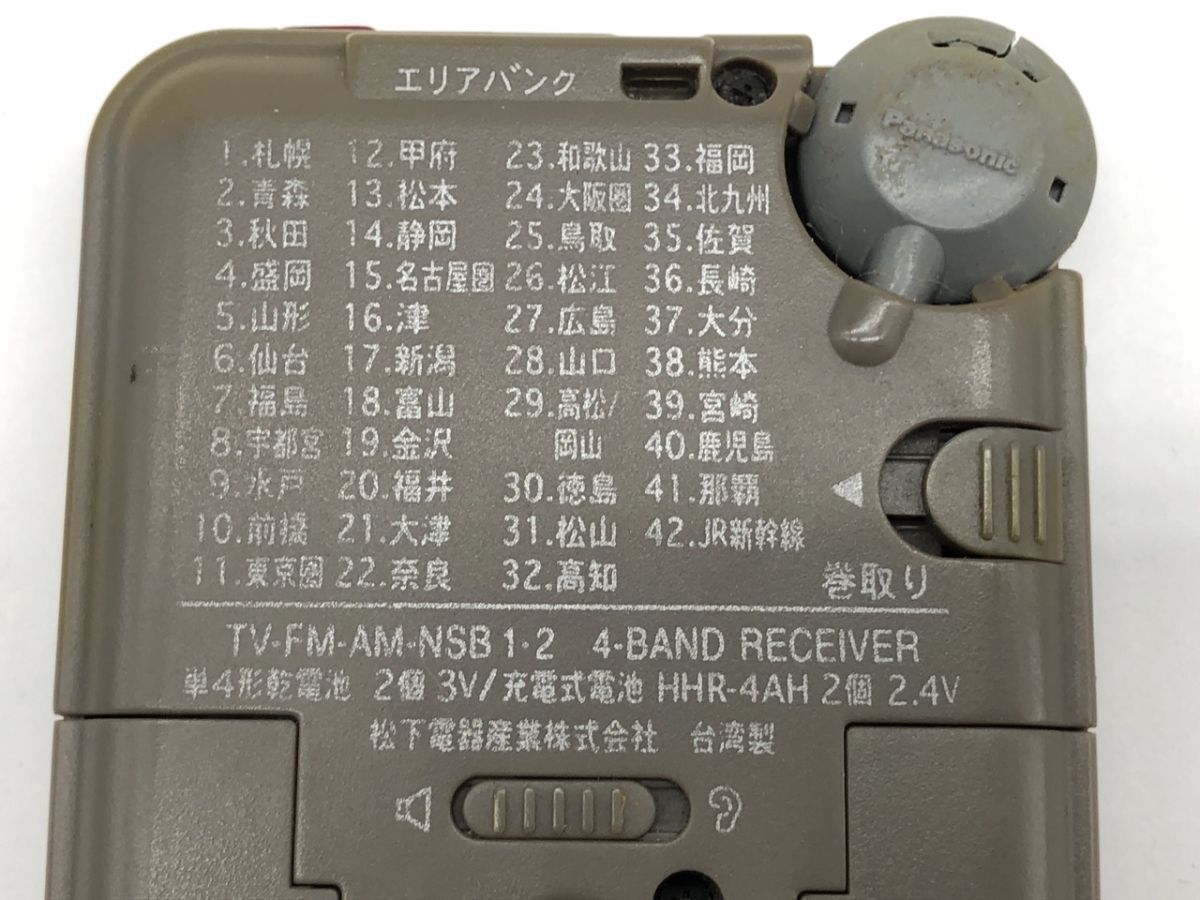 エリアバンク
Panasonic
1.札幌 12.甲府 23.和歌山 33.福岡
2.青森 13.松本 24.大阪圏 34.北九州
3.秋田 14.静岡 25.鳥取 35.佐賀
4.盛岡 15.名古屋圏 26.松江 36.長崎
5.山形 16.津 27.広島 37.大分
6.仙台 17.新潟 28.山口 38.熊本
7.福島 18.富山 29.高松/ 39.宮崎
8.宇都宮 19.金沢 岡山 40.鹿児島
9.水戸 20.福井 30.徳島 41.那覇
10.前橋 21.大津 31.松山 42.JR新幹線
11.東京圏 22.奈良 32.高知
巻取り
TV-FM-AM-NSB 1・2 4-BAND RECEIVER
単4形乾電池 2個 3V/充電式電池 HHR-4AH 2個 2.4V
松下電器産業株式会社 台湾製